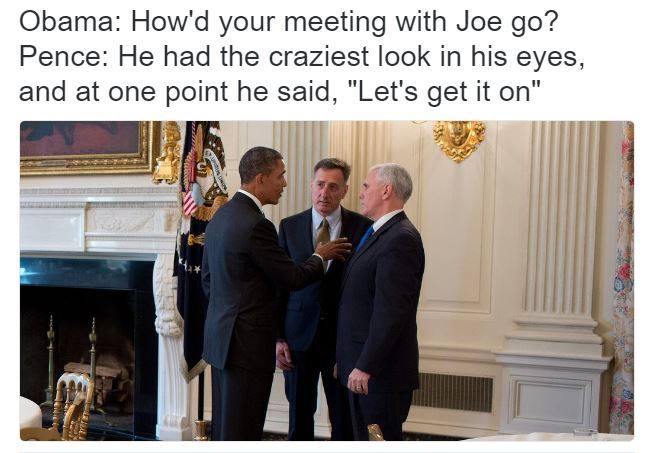 Obama: How'd your meeting with Joe go?
Pence: He had the craziest look in his eyes,
and at one point he said, "Let's get it on"